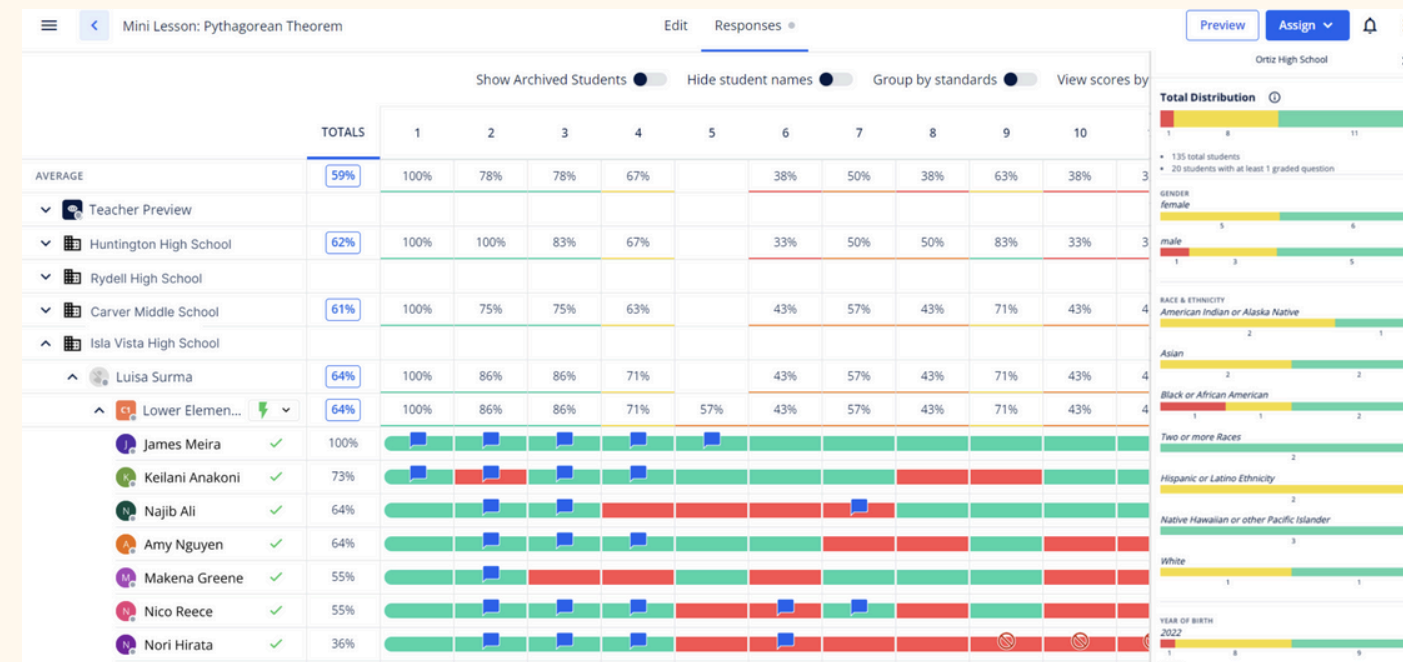 Mini Lesson: Pythagorean Theorem Edit Responses Preview Assign
Show Archived Students Hide student names Group by standards View scores by
TOTALS 1 2 3 4 5 6 7 8 9 10
AVERAGE 59% 100% 78% 78% 67% 38% 50% 38% 63% 38% 3
Teacher Preview
Huntington High School 62% 100% 100% 83% 67% 33% 50% 50% 83% 33% 3
Rydell High School
Carver Middle School 61% 100% 75% 75% 63% 43% 57% 43% 71% 43% 4
Isla Vista High School
Luisa Surma 64% 100% 86% 86% 71% 43% 57% 43% 71% 43% 4
C1 Lower Elemen... 64% 100% 86% 86% 71% 57% 43% 57% 43% 71% 43% 4
J James Meira 100%
K Keilani Anakoni 73%
N Najib Ali 64%
A Amy Nguyen 64%
M Makena Greene 55%
N Nico Reece 55%
N Nori Hirata 36%
Ortiz High School
Total Distribution
1 8 11
135 total students
20 students with at least 1 graded question
GENDER
female
5 6
male
1 3 5
RACE & ETHNICITY
American Indian or Alaska Native
2 1
Asian
2 2
Black or African American
1 1 2
Two or more Races
2
Hispanic or Latino Ethnicity
2
Native Hawaiian or other Pacific Islander
3
White
1 1
YEAR OF BIRTH
2022
1 8 9